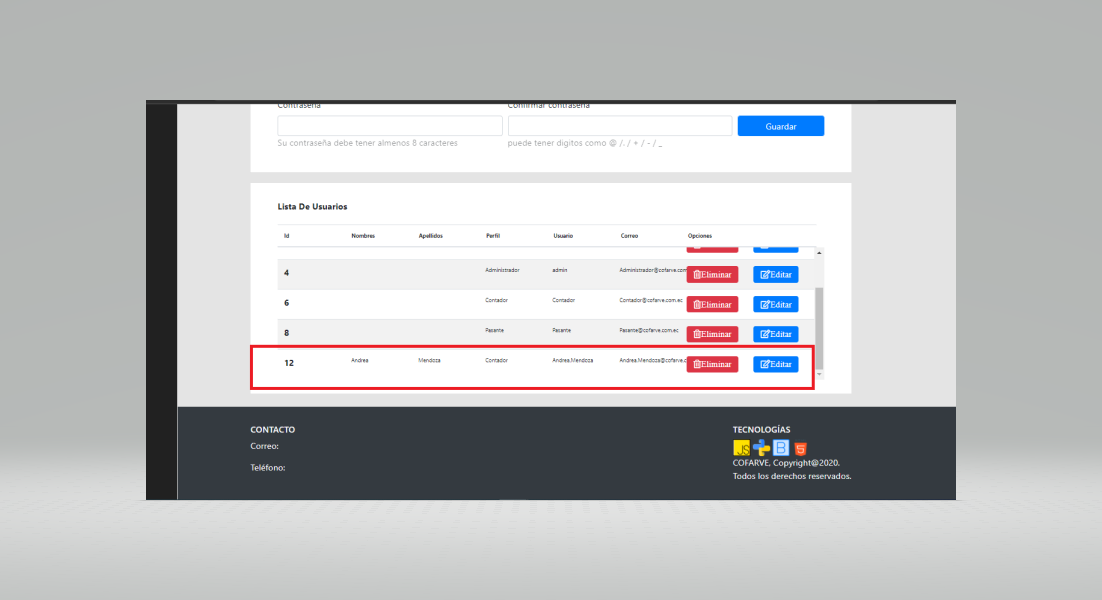 Contraseña
Confirmar contraseña
Guardar
Su contraseña debe tener almenos 8 caracteres
puede tener digitos como @ /. / + / - / _
Lista De Usuarios
Id Nombres Apellidos Perfil Usuario Correo Opciones
4 Administrador admin Administrador@cofarve.com Eliminar Editar
6 Contador Contador Contador@cofarve.com.ec Eliminar Editar
8 Pasante Pasante Pasante@cofarve.com.ec Eliminar Editar
12 Andrea Mendoza Contador Andrea.Mendoza Andrea.Mendoza@cofarve.c Eliminar Editar
CONTACTO
Correo:
Teléfono:
TECNOLOGÍAS
JS B 5
COFARVE, Copyright@2020.
Todos los derechos reservados.